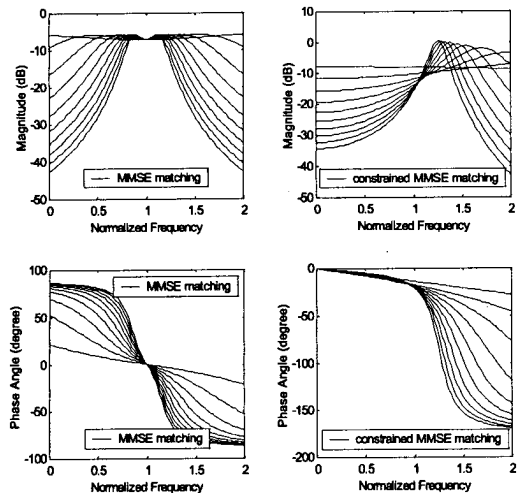 0
-10
-20
-30
-40
-50
Magnitude (dB)
MMSE matching
0 0.5 1 1.5 2
Normalized Frequency
10
0
-10
-20
-30
-40
-50
Magnitude (dB)
constrained MMSE matching
0 0.5 1 1.5 2
Normalized Frequency
100
50
0
-50
-100
Phase Angle (degree)
MMSE matching
MMSE matching
0 0.5 1 1.5 2
Normalized Frequency
0
-50
-100
-150
-200
Phase Angle (degree)
constrained MMSE matching
0 0.5 1 1.5 2
Normalized Frequency